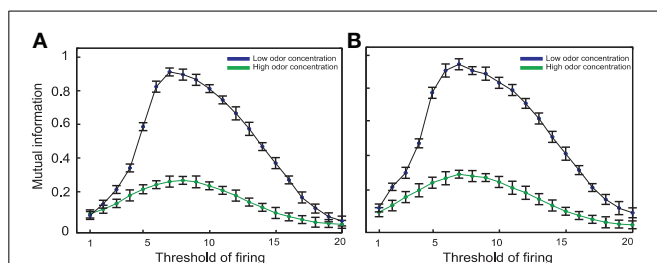 A
B
Low odor concentration
High odor concentration
Low odor concentration
High odor concentration
Mutual information
1
0.8
0.6
0.4
0.2
0
1
5
10
15
20
1
5
10
15
20
Threshold of firing
Threshold of firing